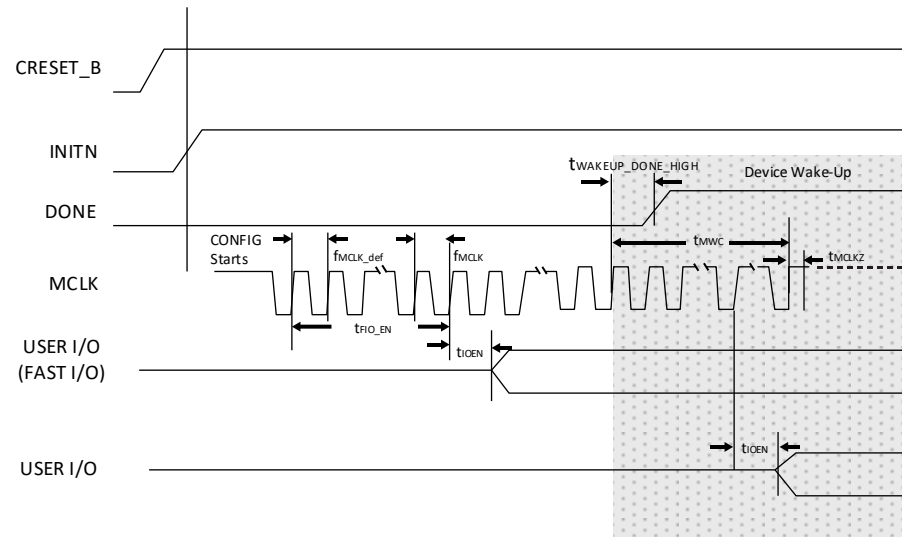 CRESET_B
INITN
tWAKEUP_DONE_HIGH
Device Wake-Up
DONE
CONFIG
Starts
fMCLK_def
fMCLK
tMWC
tMCLKZ
MCLK
tFIO_EN
USER I/O
(FAST I/O)
tIOEN
USER I/O
tIOEN